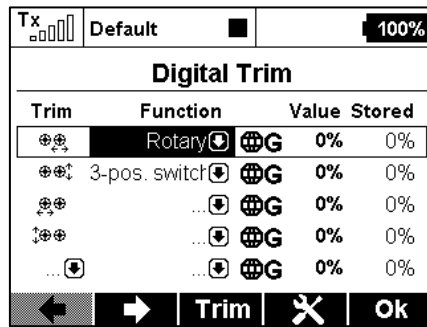 Tx Default 100%
Digital Trim
Trim Function Value Stored
Rotary G 0% 0%
3-pos. switch G 0% 0%
... G 0% 0%
... G 0% 0%
... ... G 0% 0%
Trim Ok